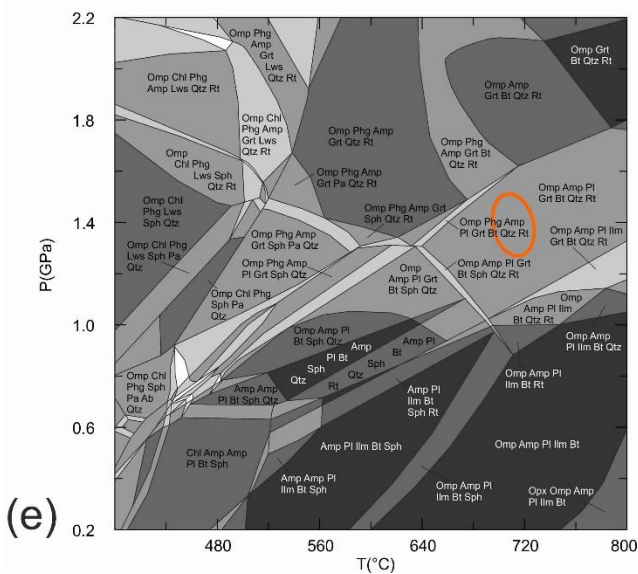 2.2
1.8
1.4
1.0
0.6
0.2
P(GPa)
(e)
480
560
640
720
800
T(°C)
Omp Chl Phg
Amp Lws Qtz Rt
Omp Phg
Amp
Grt
Lws
Qtz Rt
Omp Chl
Phg Amp
Grt Lws
Qtz Rt
Omp Phg Amp
Grt Qtz Rt
Omp Amp
Grt Bt Qtz Rt
Omp Grt
Bt Qtz Rt
Omp
Chl Phg
Lws Sph
Qtz Rt
Omp Chl
Phg Lws
Sph Qtz
Omp Phg Amp
Grt Pa Qtz Rt
Omp Phg
Amp Grt Bt
Qtz Rt
Omp Phg Amp Grt
Sph Qtz Rt
Omp Phg Amp
Pl Grt Bt Qtz Rt
Omp Amp Pl
Grt Bt Qtz Rt
Omp Amp Pl Ilm
Grt Bt Qtz Rt
Omp Chl Phg
Lws Sph Pa
Qtz
Omp Phg Amp
Grt Sph Pa Qtz
Omp Phg Amp
Pl Grt Sph Qtz
Omp
Amp Pl Grt
Bt Sph Qtz
Omp Amp Pl Grt
Bt Sph Qtz Rt
Omp Chl Phg
Sph Pa
Qtz
Omp Amp Pl
Bt Sph Qtz
Amp
Pl Bt
Sph
Qtz
Amp Pl
Bt
Sph
Qtz
Rt
Omp
Amp Pl Ilm
Bt Qtz Rt
Omp Amp
Pl Ilm Bt Qtz
Omp Chl
Phg Sph
Pa Ab
Qtz
Amp Amp
Pl Bt Sph Qtz
Amp Pl
Ilm Bt
Sph Rt
Omp Amp Pl
Ilm Bt Rt
Chl Amp Amp
Pl Bt Sph
Amp Pl Ilm Bt Sph
Omp Amp Pl Ilm Bt
Amp Amp Pl
Ilm Bt Sph
Omp Amp Pl
Ilm Bt Sph
Opx Omp Amp
Pl Ilm Bt